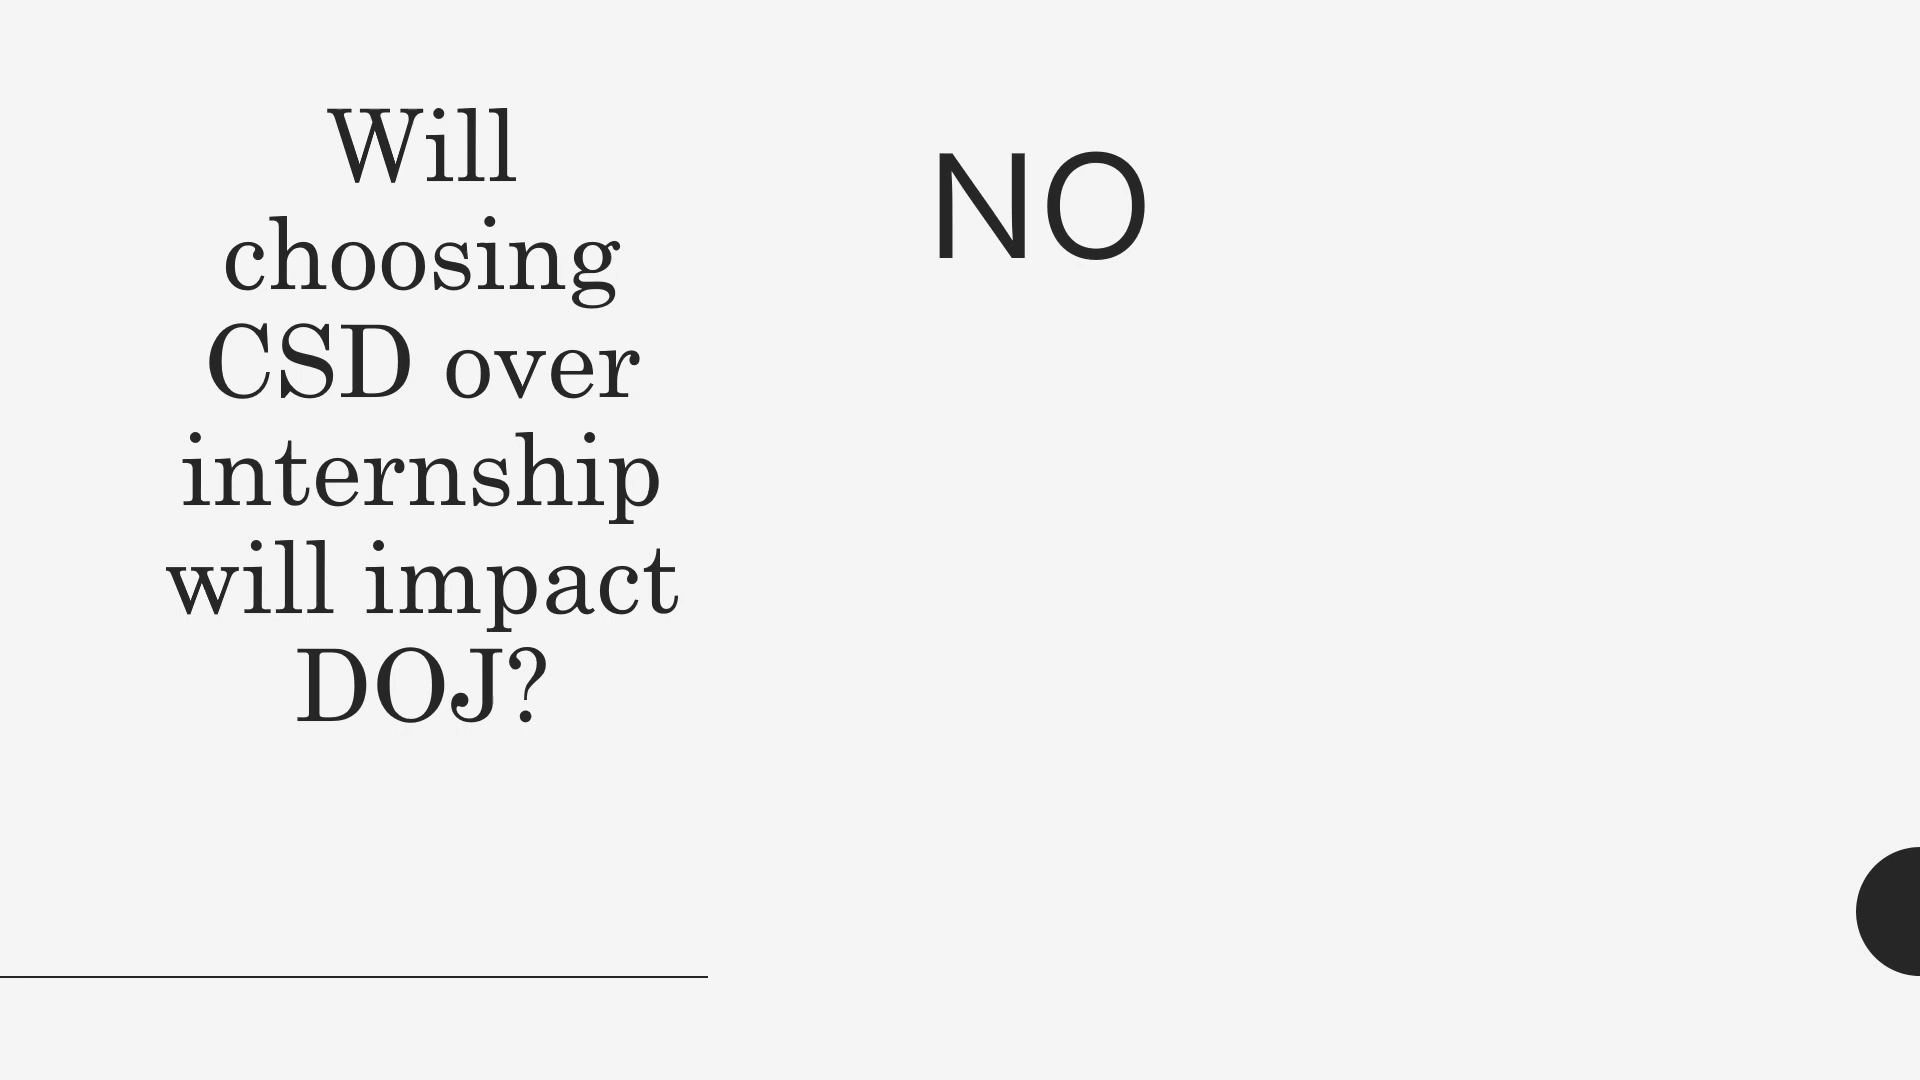 Will
choosing
CSD over
internship
will impact
DOJ?
NO